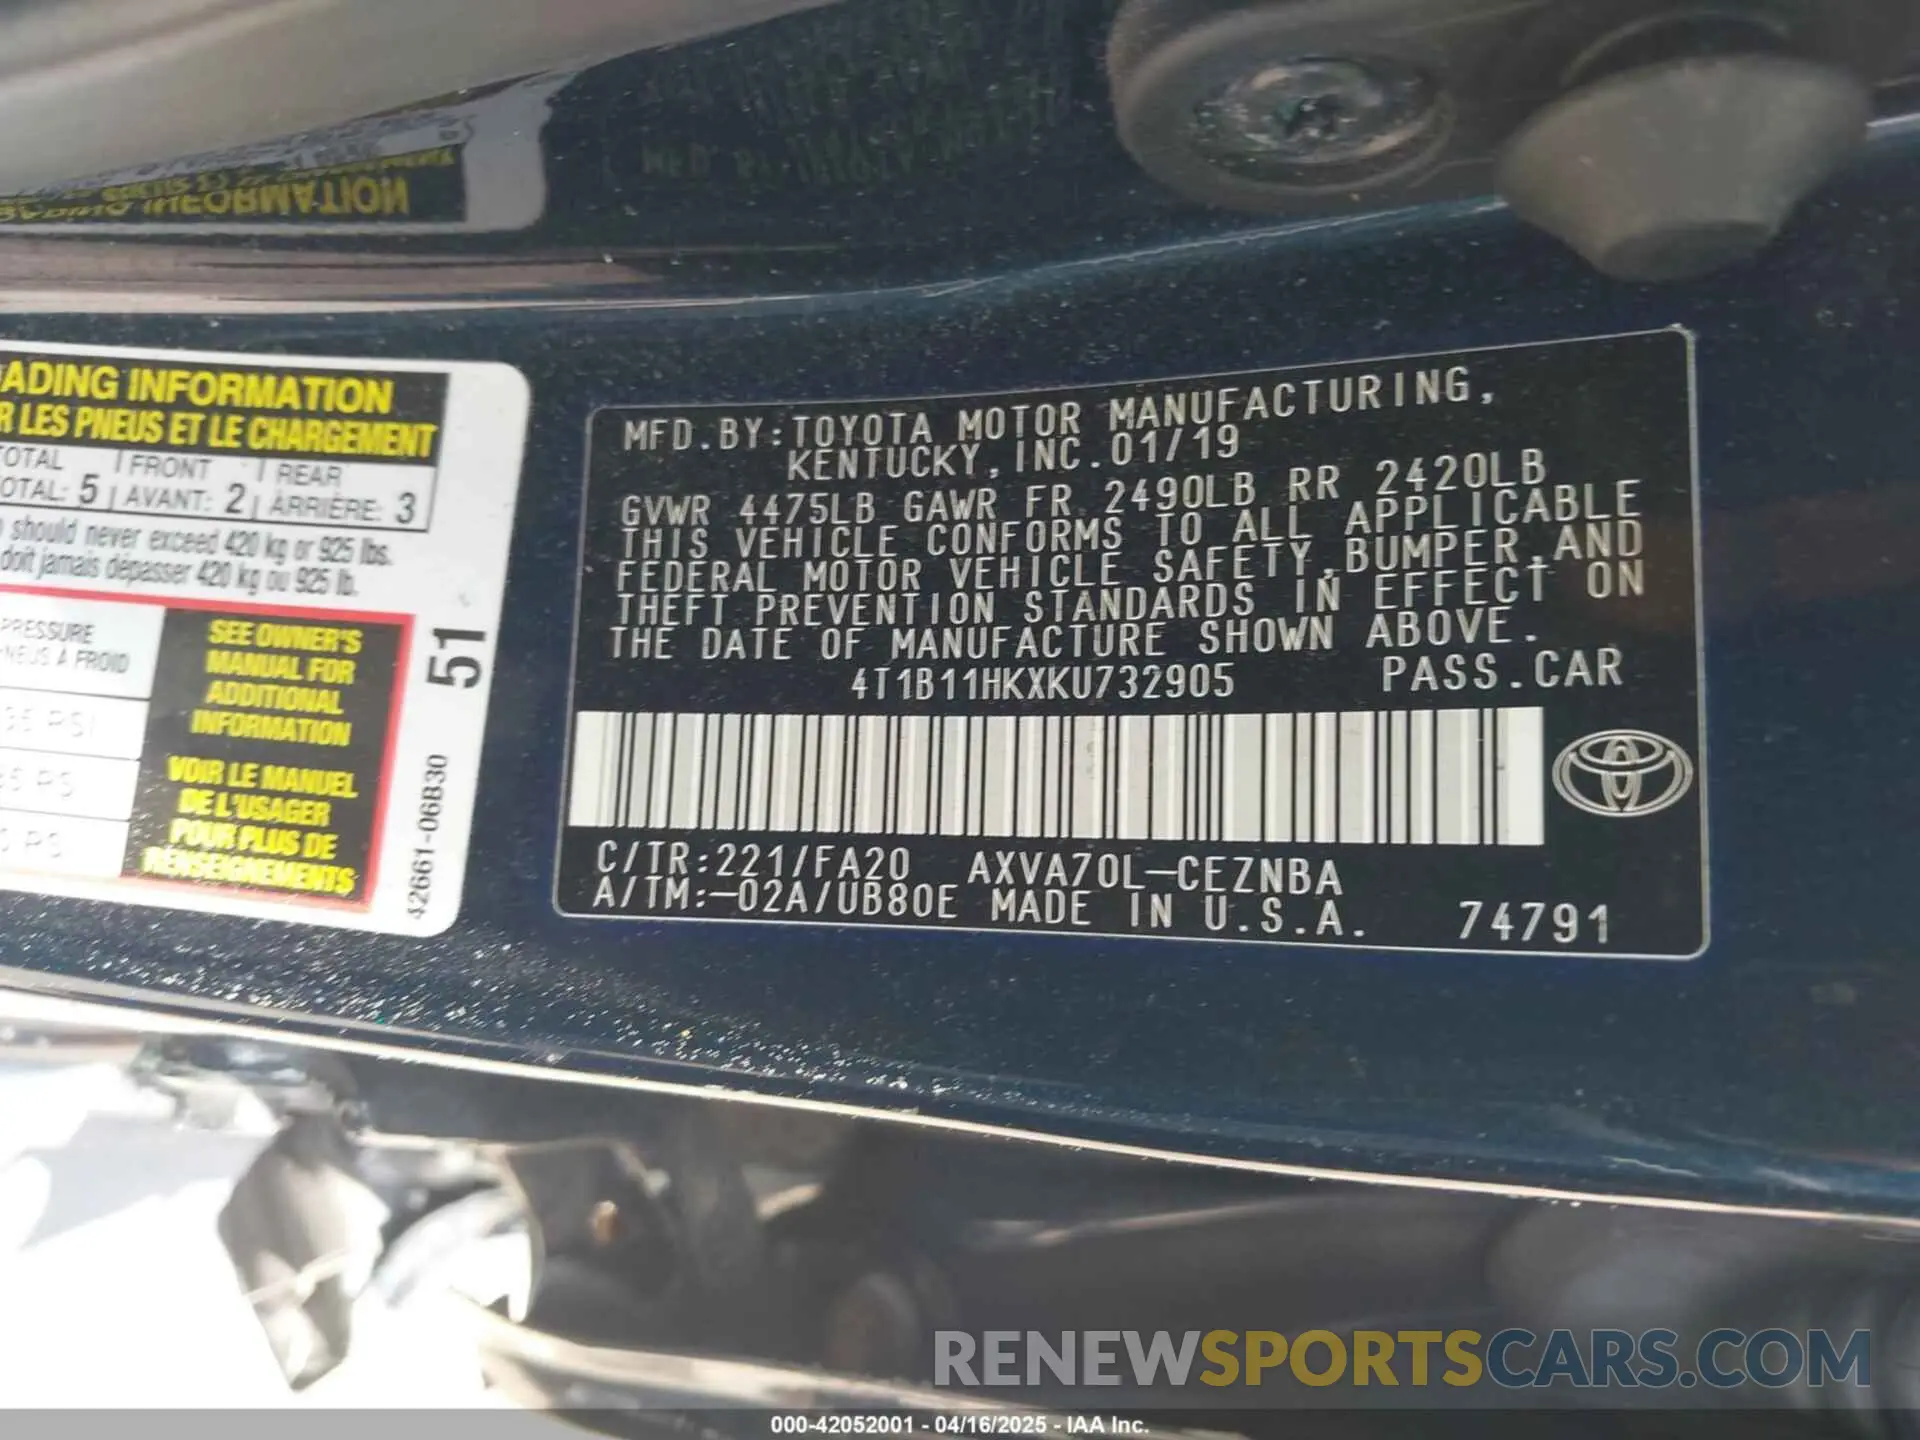 ADING INFORMATION
R LES PNEUS ET LE CHARGEMENT
TOTAL FRONT REAR
TOTAL: 5 AVANT: 2 ARRIÈRE: 3
should never exceed 420 kg or 925 lbs.
doit jamais dépasser 420 kg ou 925 lb.
PRESSURE
PNEUS À FROID
35 PSI
SEE OWNER'S
MANUAL FOR
ADDITIONAL
INFORMATION
VOIR LE MANUEL
DE L'USAGER
POUR PLUS DE
RENSEIGNEMENTS
51
42661-06B30
MFD.BY:TOYOTA MOTOR MANUFACTURING,
KENTUCKY,INC.01/19
GVWR 4475LB GAWR FR 2490LB RR 2420LB
THIS VEHICLE CONFORMS TO ALL APPLICABLE
FEDERAL MOTOR VEHICLE SAFETY,BUMPER,AND
THEFT PREVENTION STANDARDS IN EFFECT ON
THE DATE OF MANUFACTURE SHOWN ABOVE.
4T1B11HKXKU732905 PASS.CAR
C/TR:221/FA20 AXVA70L-CEZNBA
A/TM:-02A/UB80E MADE IN U.S.A. 74791
RENEWSPORTSCARS.COM
000-42052001 - 04/16/2025 - IAA Inc.